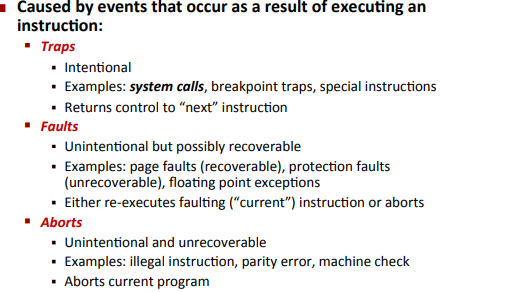 Caused by events that occur as a result of executing an
instruction:
Traps
Intentional
Examples: system calls, breakpoint traps, special instructions
Returns control to “next” instruction
Faults
Unintentional but possibly recoverable
Examples: page faults (recoverable), protection faults
(unrecoverable), floating point exceptions
Either re-executes faulting (“current”) instruction or aborts
Aborts
Unintentional and unrecoverable
Examples: illegal instruction, parity error, machine check
Aborts current program